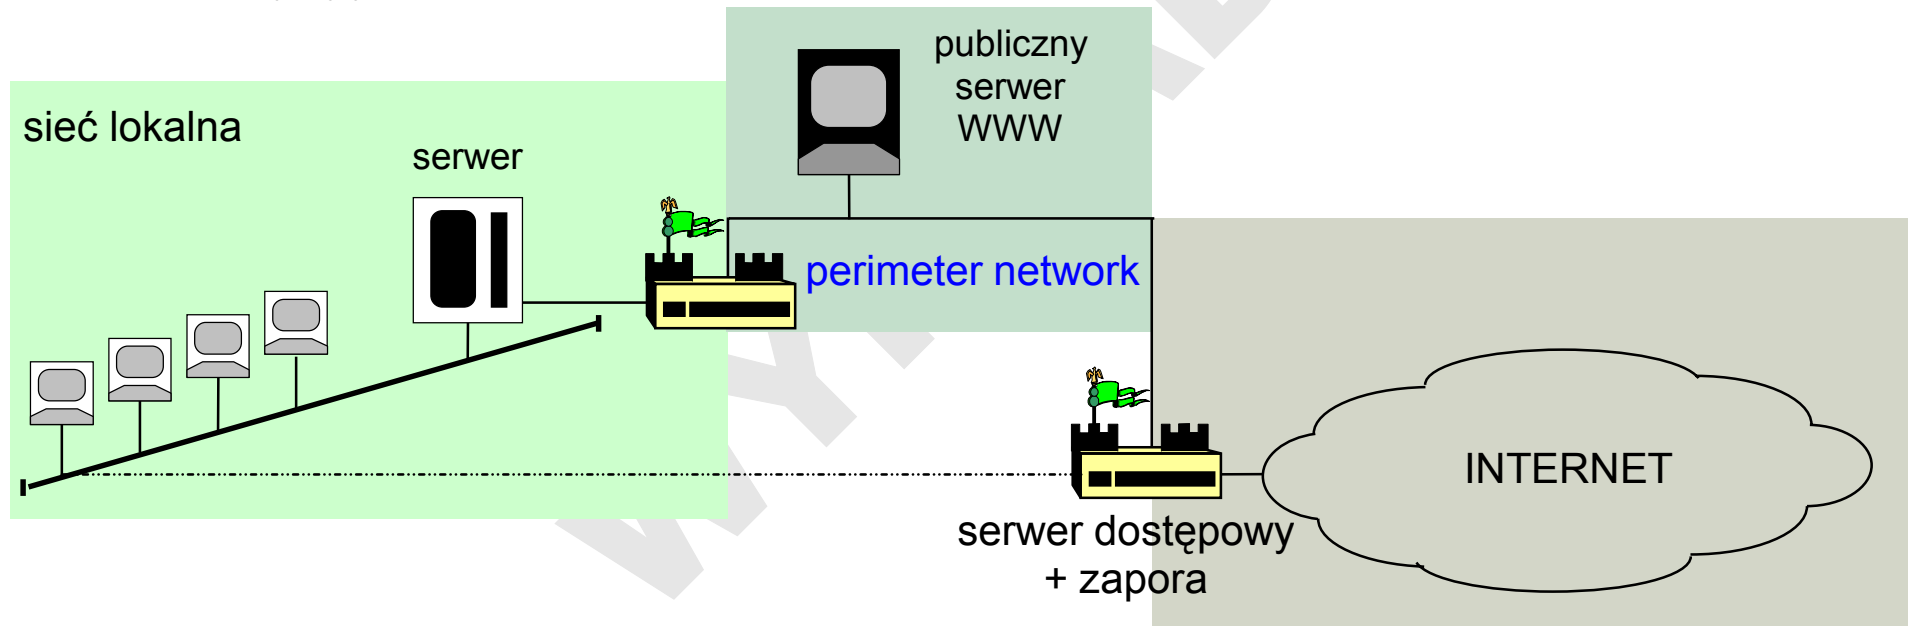 publiczny
serwer
WWW
sieć lokalna
serwer
perimeter network
INTERNET
serwer dostępowy
+ zapora